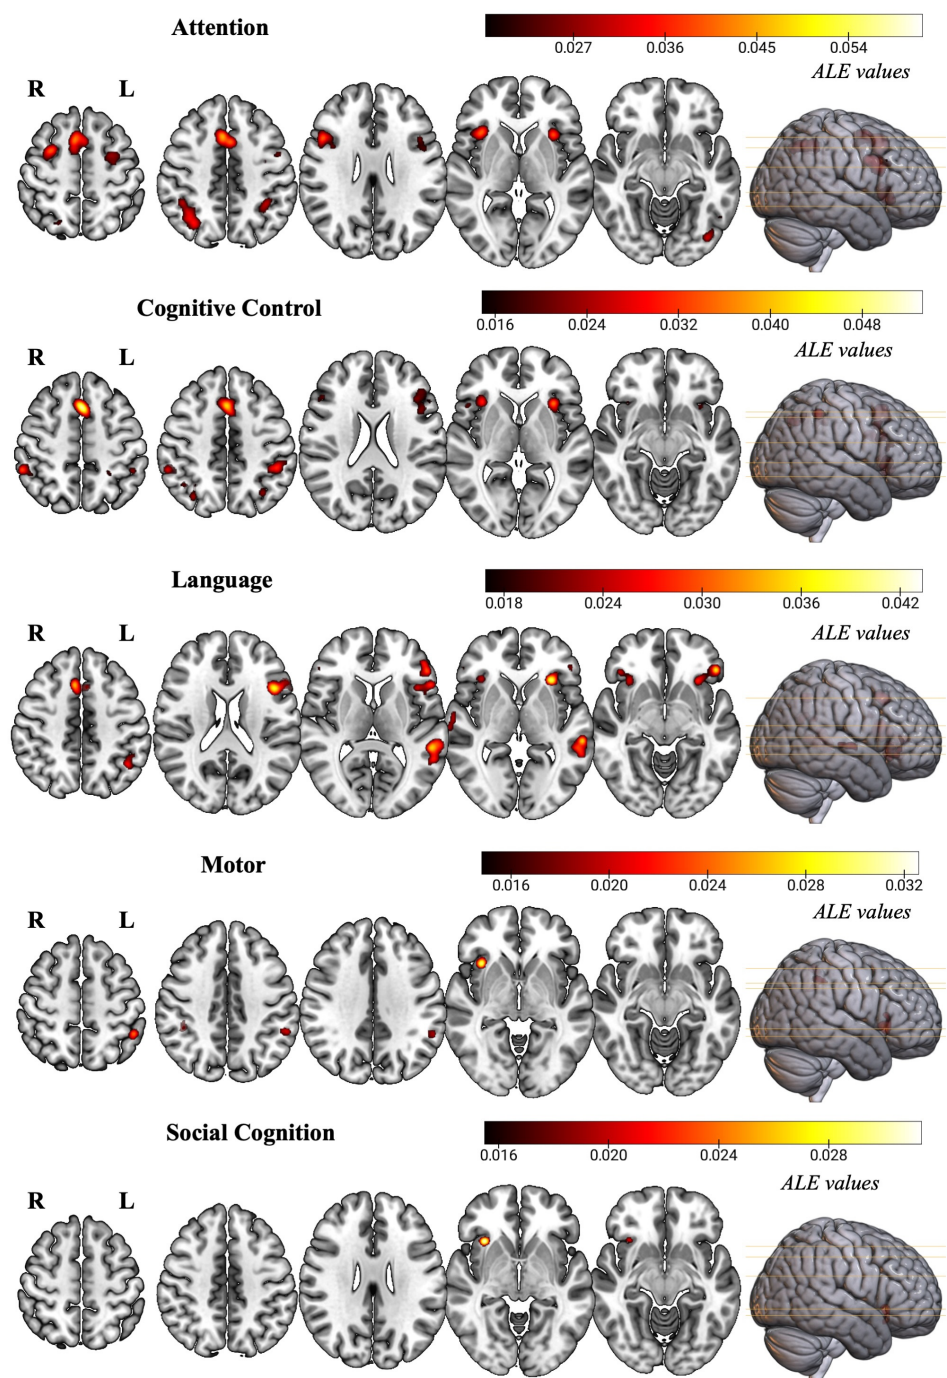 Attention
0.027 0.036 0.045 0.054
ALE values
R L
Cognitive Control
0.016 0.024 0.032 0.040 0.048
ALE values
R L
Language
0.018 0.024 0.030 0.036 0.042
ALE values
R L
Motor
0.016 0.020 0.024 0.028 0.032
ALE values
R L
Social Cognition
0.016 0.020 0.024 0.028
ALE values
R L